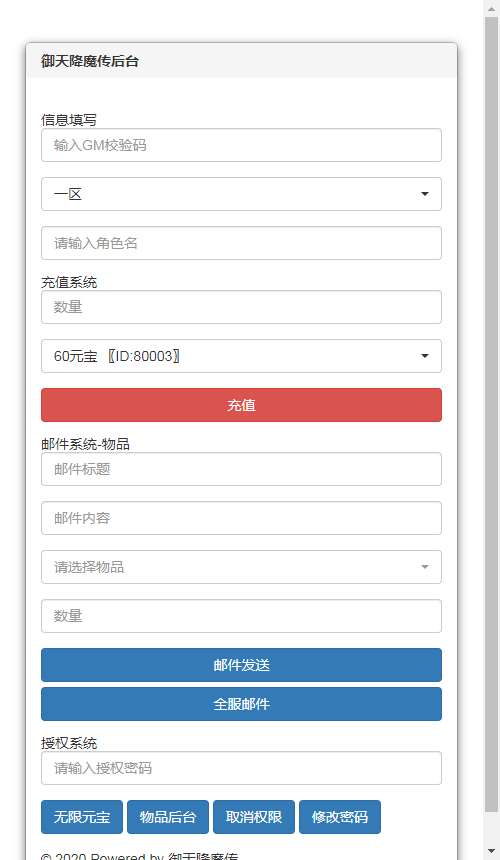 御天降魔传后台
信息填写
输入GM校验码
一区
请输入角色名
充值系统
数量
60元宝 〖ID:80003〗
充值
邮件系统-物品
邮件标题
邮件内容
请选择物品
数量
邮件发送
全服邮件
授权系统
请输入授权密码
无限元宝 物品后台 取消权限 修改密码
© 2020 Powered by 御天降魔传